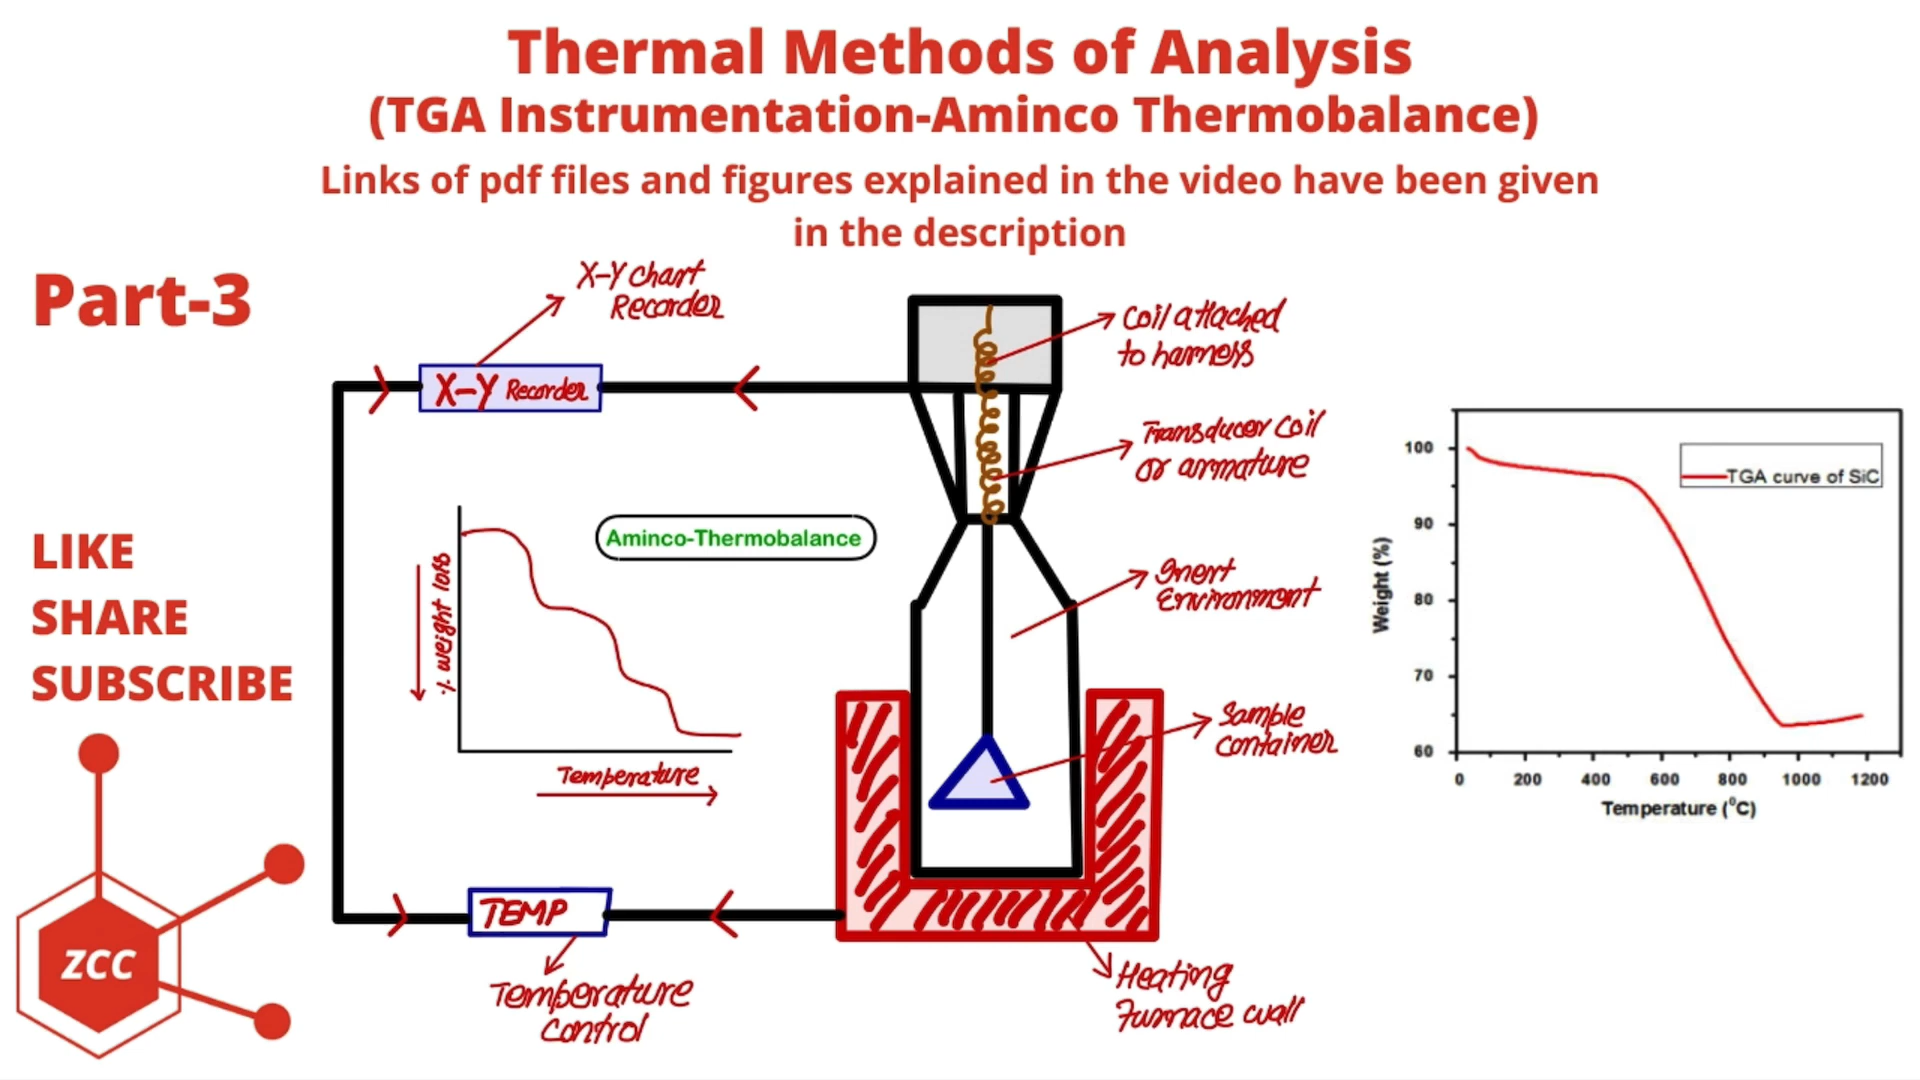 Thermal Methods of Analysis
(TGA Instrumentation-Aminco Thermobalance)
Links of pdf files and figures explained in the video have been given
in the description
Part-3
X-Y chart
Recorder
X-Y Recorder
Coil attached
to harness
Transducer coil
or armature
Inert
Environment
Sample
container
Heating
Furnace wall
Aminco-Thermobalance
% weight loss
Temperature
TEMP
Temperature
control
LIKE
SHARE
SUBSCRIBE
ZCC
TGA curve of SiC
Weight (%)
100
90
80
70
60
0 200 400 600 800 1000 1200
Temperature (⁰C)